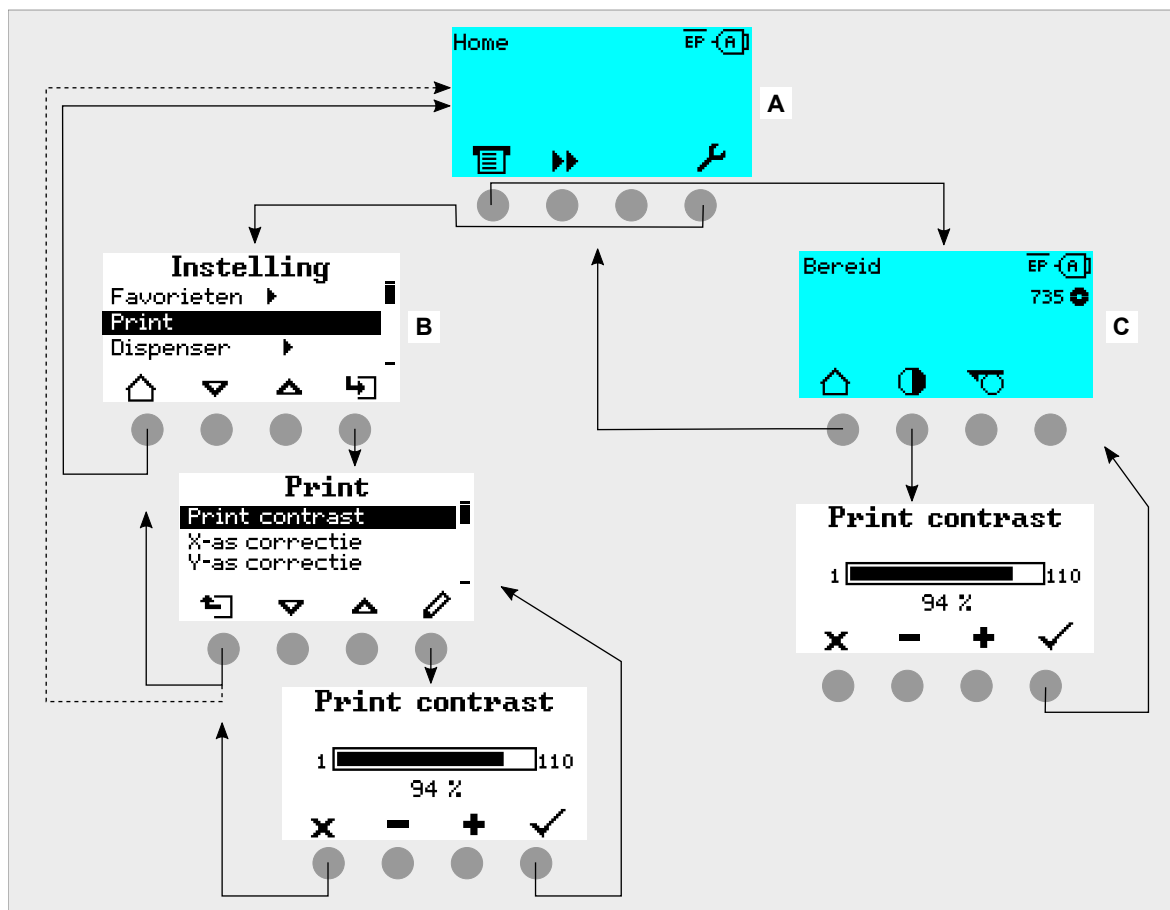 Home EP A
A
Instelling
Favorieten
Print
Dispenser
B
Bereid EP A
735
C
Print
Print contrast
X-as correctie
Y-as correctie
Print contrast
1 110
94 %
Print contrast
1 110
94 %